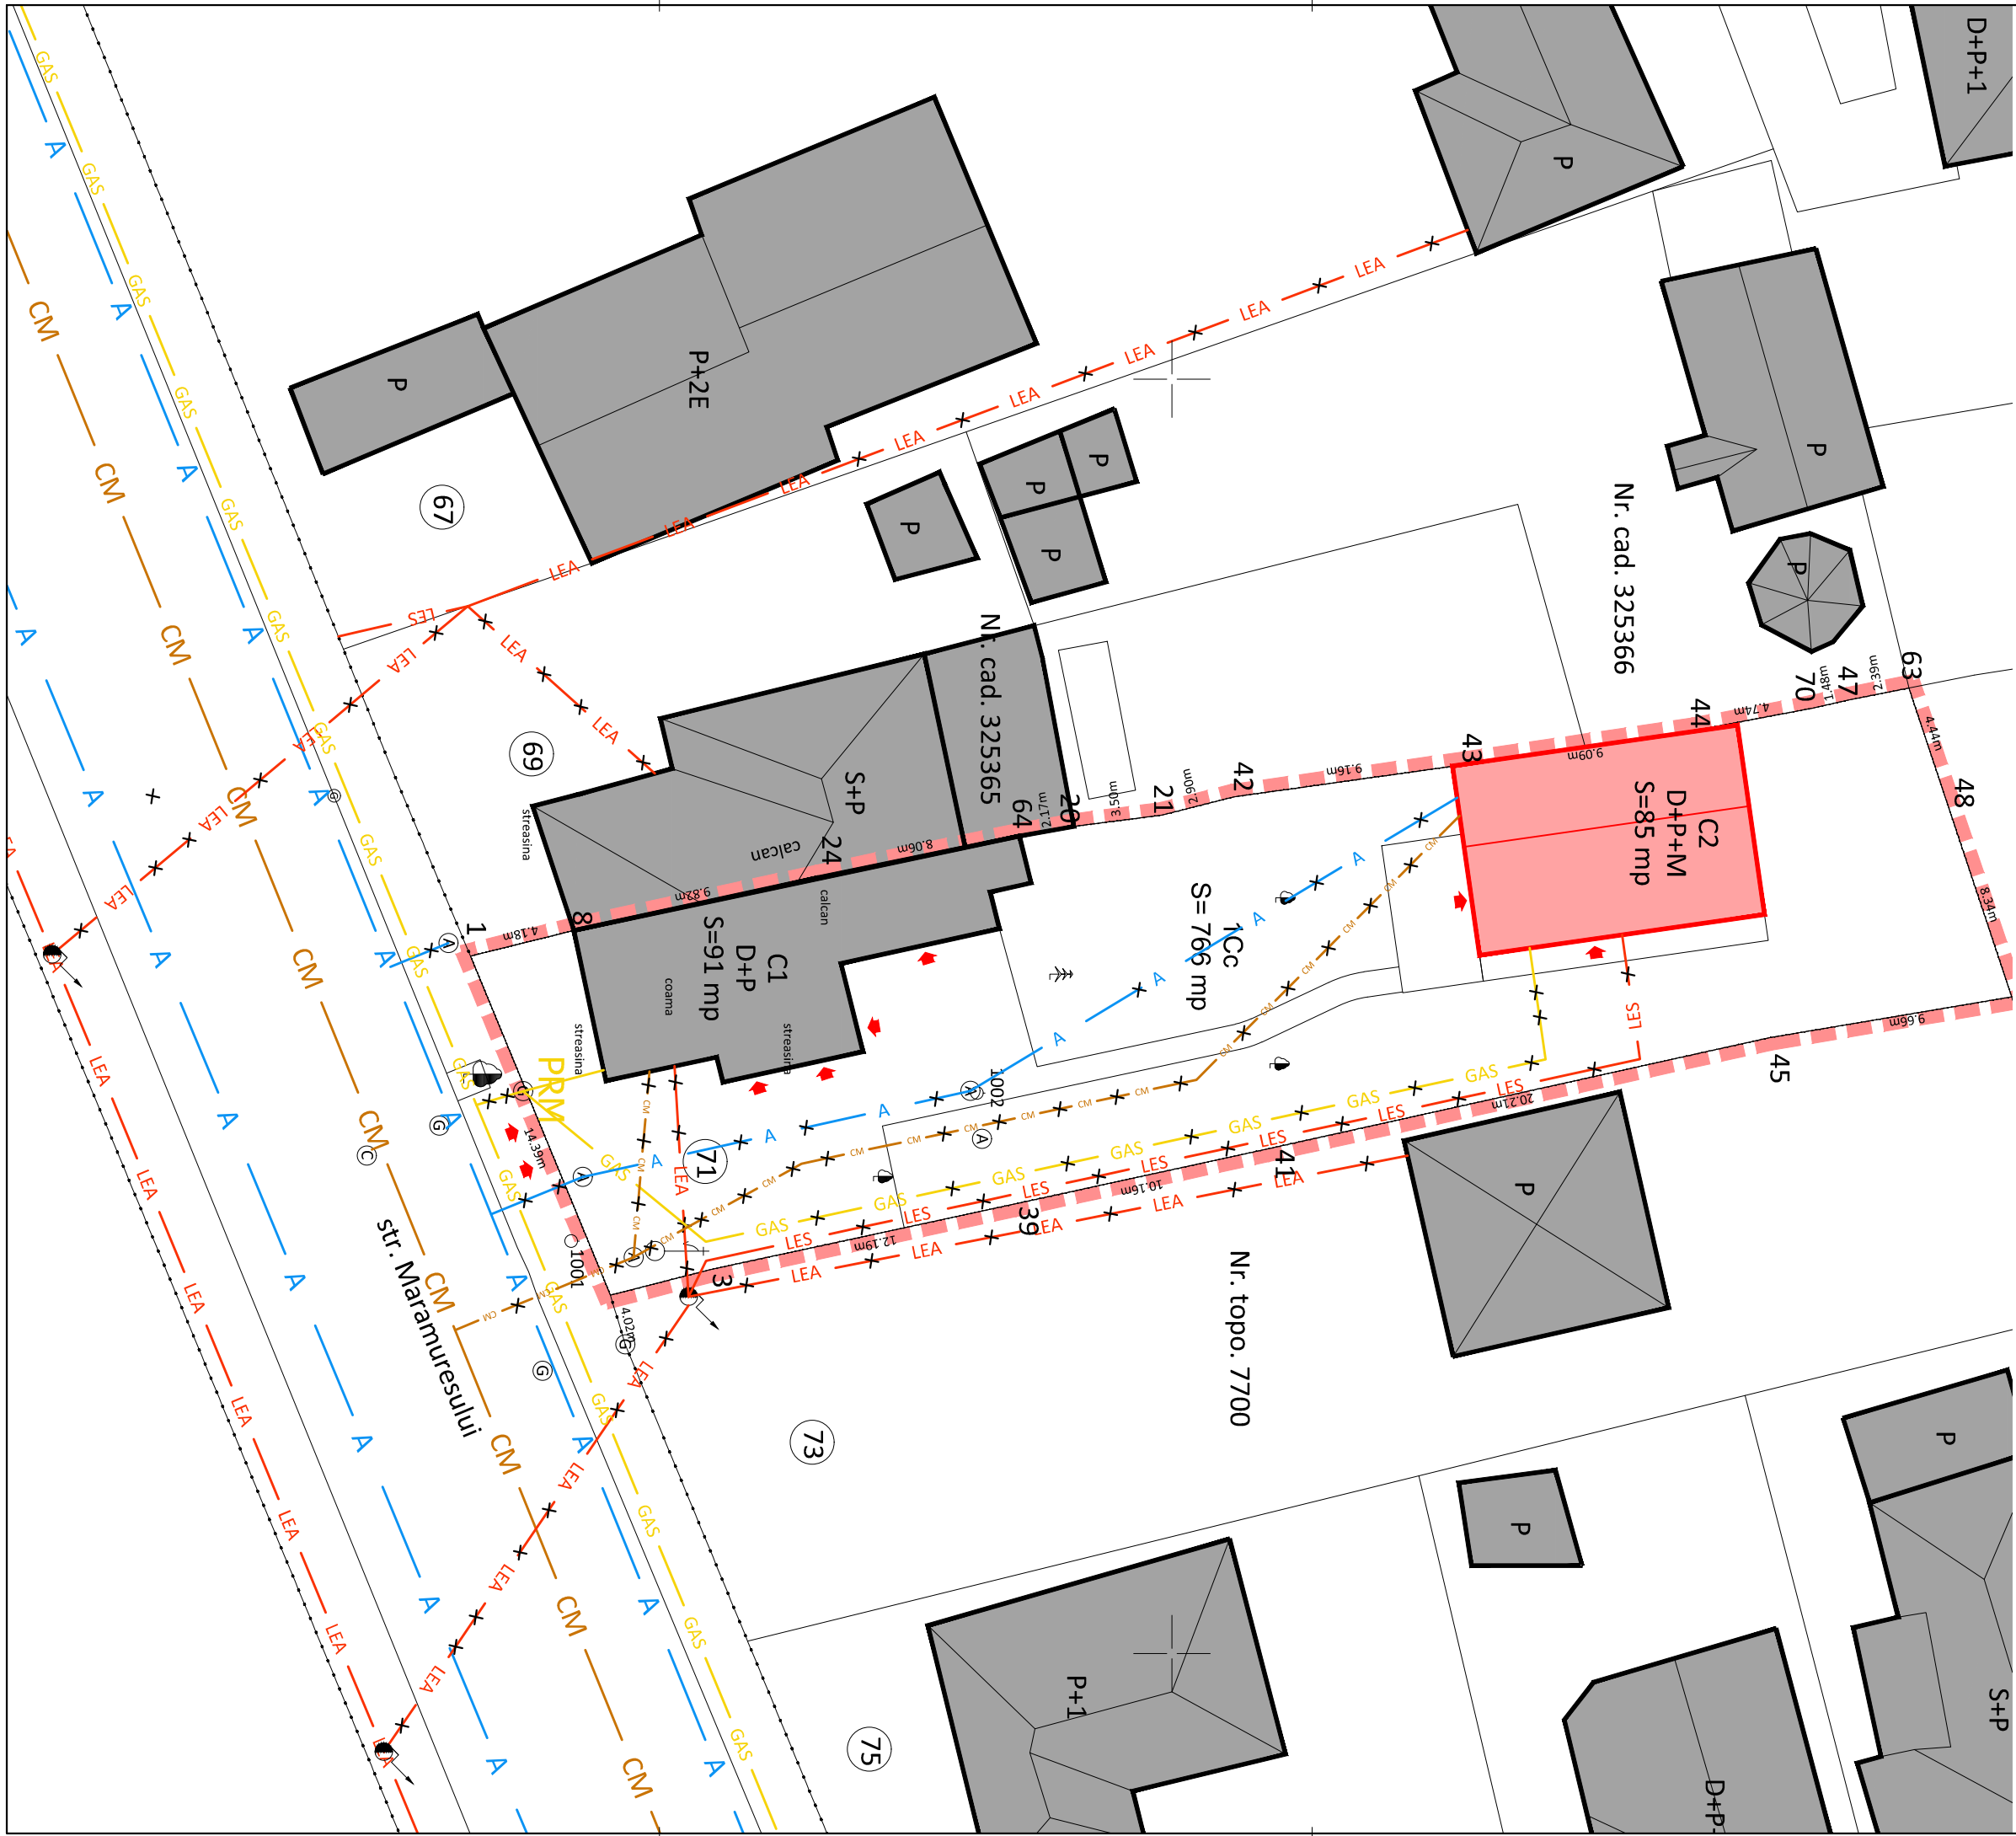 D+P+1
P
P
P+2E
P
P
P
P
P
P
Nr. cad. 325366
Nr. cad. 325365
67
69
S+P
calcan
calcan
streasina
streasina
streasina
coama
C1
D+P
S=91 mp
C2
D+P+M
S=85 mp
1Cc
S= 766 mp
63
2.39m
47
1.48m
70
4.74m
44
9.09m
43
9.16m
42
2.90m
21
3.50m
20
2.17m
64
8.06m
24
9.82m
8
4.18m
1
14.39m
4.44m
48
8.34m
9.66m
45
20.21m
41
10.16m
39
12.19m
3
4.02m
1001
1002
PRM
71
73
75
Nr. topo. 7700
str. Maramuresului
P
P
P
P+1
S+P
D+P
GAS
A
CM
LEA
LES
G
C